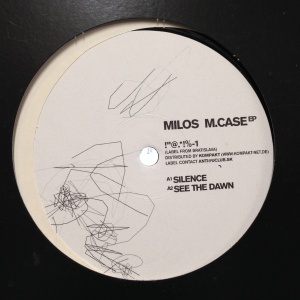 MILOS M.CASE EP
!*!@.*!%-1
(LABEL FROM BRATISLAVA)
DISTRIBUTED BY KOMPAKT (WWW.KOMPAKT-NET.DE)
LABEL CONTACT ANTHINICLUB.SK
A1 SILENCE
A2 SEE THE DAWN